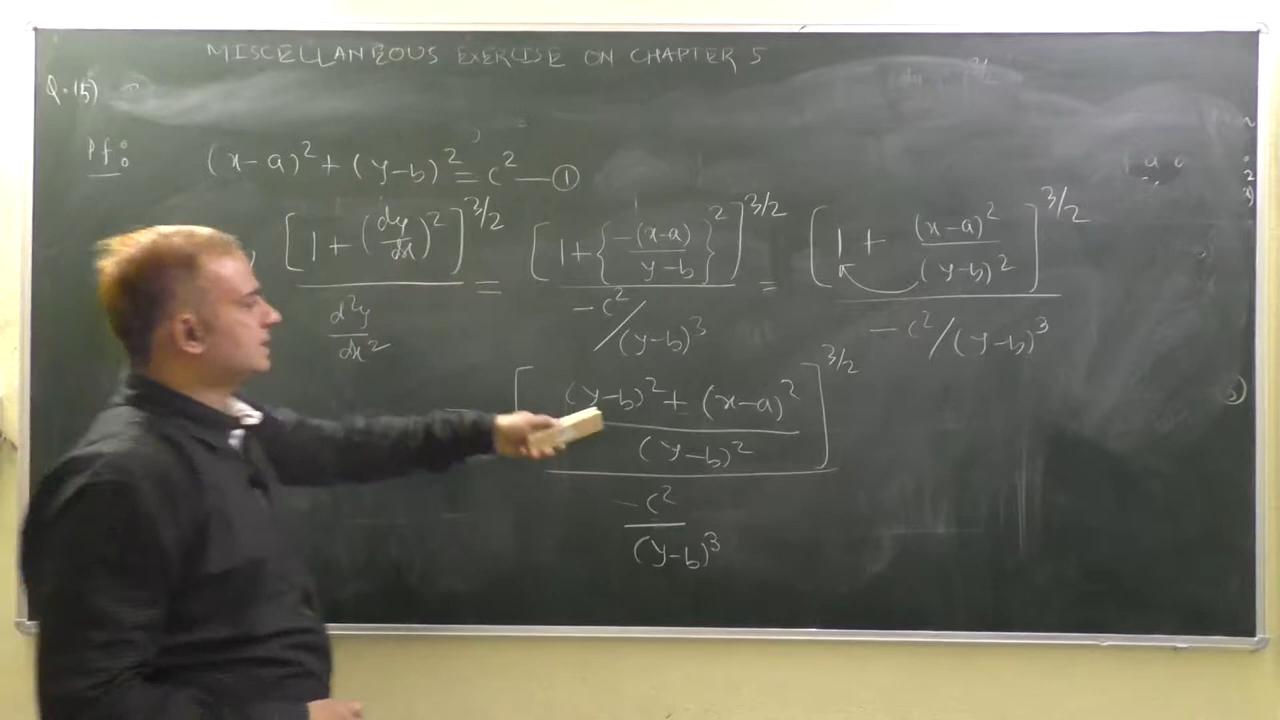 MISCELLANEOUS EXERCISE ON CHAPTER 5
Q.15)
Pf:
(x-a)² + (y-b)² = c² — ①
[1 + (dy/dx)²]^3/2 / d²y/dx² = [1 + {-(x-a)/y-b}²]^3/2 / -c²/(y-b)³ = [1 + (x-a)²/(y-b)²]^3/2 / -c²/(y-b)³
[(y-b)² + (x-a)² / (y-b)²]^3/2 / -c²/(y-b)³